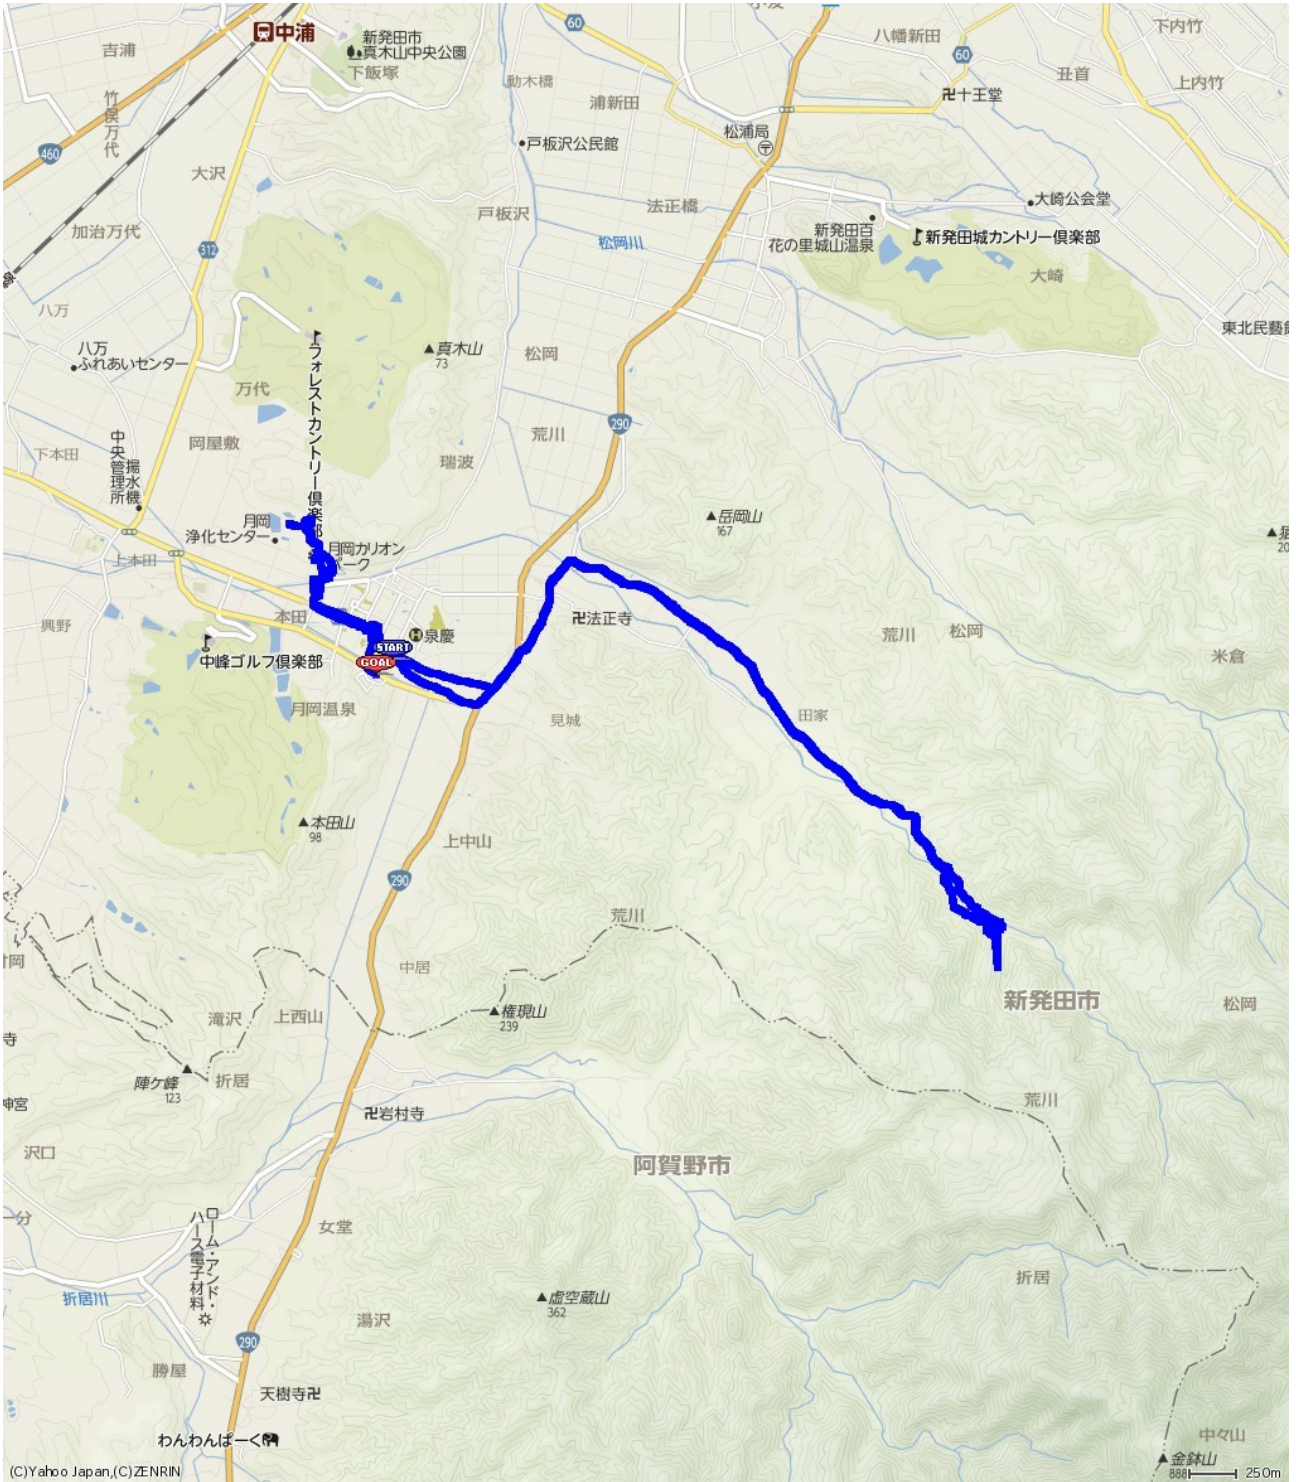 中浦
吉浦
新発田市
真木山中央公園
下飯塚
60
八幡新田
60
下内竹
丑首
上内竹
竹俣万代
動木橋
浦新田
卍十王堂
460
大沢
戸板沢公民館
松浦局
加治万代
戸板沢
法正橋
大崎公会堂
312
松岡川
新発田百
花の里城山温泉
新発田城カントリー倶楽部
大崎
八万
東北民藝館
八万
ふれあいセンター
真木山
73
松岡
フォレストカントリー倶楽部
万代
290
下本田
岡屋敷
荒川
中央管理所
揚水機
瑞波
月岡
浄化センター
岳岡山
167
月岡カリオン
パーク
上本田
興野
本田
卍法正寺
荒川
松岡
米倉
START
GOAL
泉慶
中峰ゴルフ倶楽部
月岡温泉
見城
田家
本田山
98
上中山
290
荒川
中居
新発田市
松岡
滝沢
上西山
権現山
239
陣ケ峰
123
折居
荒川
神宮
卍岩村寺
沢口
阿賀野市
女堂
ローム・アンド・
ハース電子材料
折居川
虚空蔵山
362
折居
湯沢
290
勝屋
天樹寺卍
わんわんぱーく
中々山
金鉢山
888
(C)Yahoo Japan,(C)ZENRIN
250m